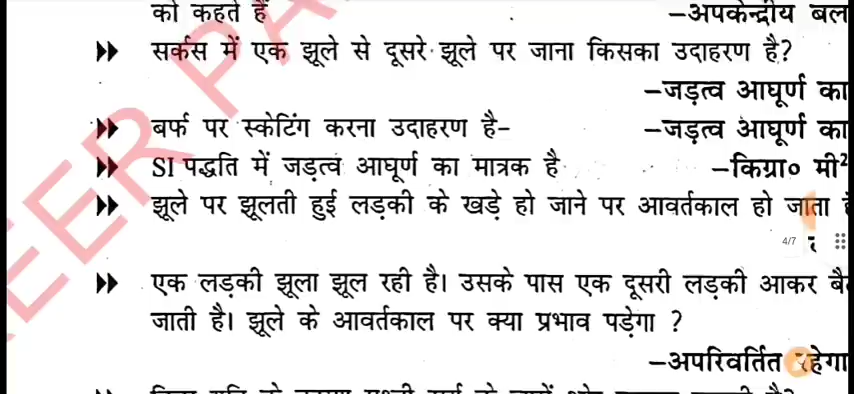 को कहते हैं –अपकेन्द्रीय बल
सर्कस में एक झूले से दूसरे झूले पर जाना किसका उदाहरण है?
–जड़त्व आघूर्ण का
बर्फ पर स्केटिंग करना उदाहरण है– –जड़त्व आघूर्ण का
SI पद्धति में जड़त्व आघूर्ण का मात्रक है –किग्रा० मी²
झूले पर झूलती हुई लड़की के खड़े हो जाने पर आवर्तकाल हो जाता
4/7
एक लड़की झूला झूल रही है। उसके पास एक दूसरी लड़की आकर
जाती है। झूले के आवर्तकाल पर क्या प्रभाव पड़ेगा ?
–अपरिवर्तित रहेगा